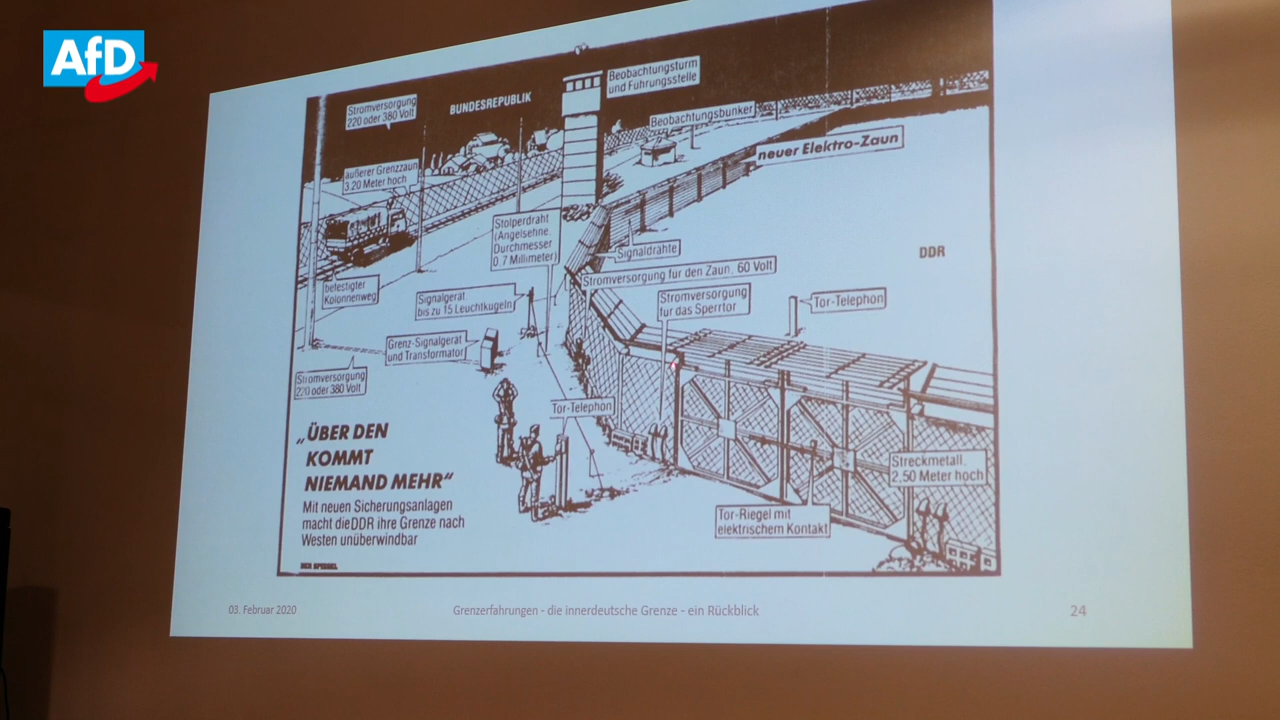 AfD
Stromversorgung
220 oder 380 Volt
BUNDESREPUBLIK
Beobachtungsturm
und Führungsstelle
Beobachtungsbunker
neuer Elektro-Zaun
äußerer Grenzzaun
3,20 Meter hoch
Stolperdraht
(Angelsehne,
Durchmesser
0,7 Millimeter)
Signaldrähte
DDR
Stromversorgung für den Zaun, 60 Volt
befestigter
Kolonnenweg
Signalgerät
bis zu 15 Leuchtkugeln
Stromversorgung
für das Sperrtor
Tor-Telephon
Grenz-Signalgerät
und Transformator
Stromversorgung
220 oder 380 Volt
Tor-Telephon
„ÜBER DEN
KOMMT
NIEMAND MEHR“
Mit neuen Sicherungsanlagen
macht die DDR ihre Grenze nach
Westen unüberwindbar
Streckmetall,
2,50 Meter hoch
Tor-Riegel mit
elektrischem Kontakt
DER SPIEGEL
03. Februar 2020
Grenzerfahrungen - die innerdeutsche Grenze - ein Rückblick
24